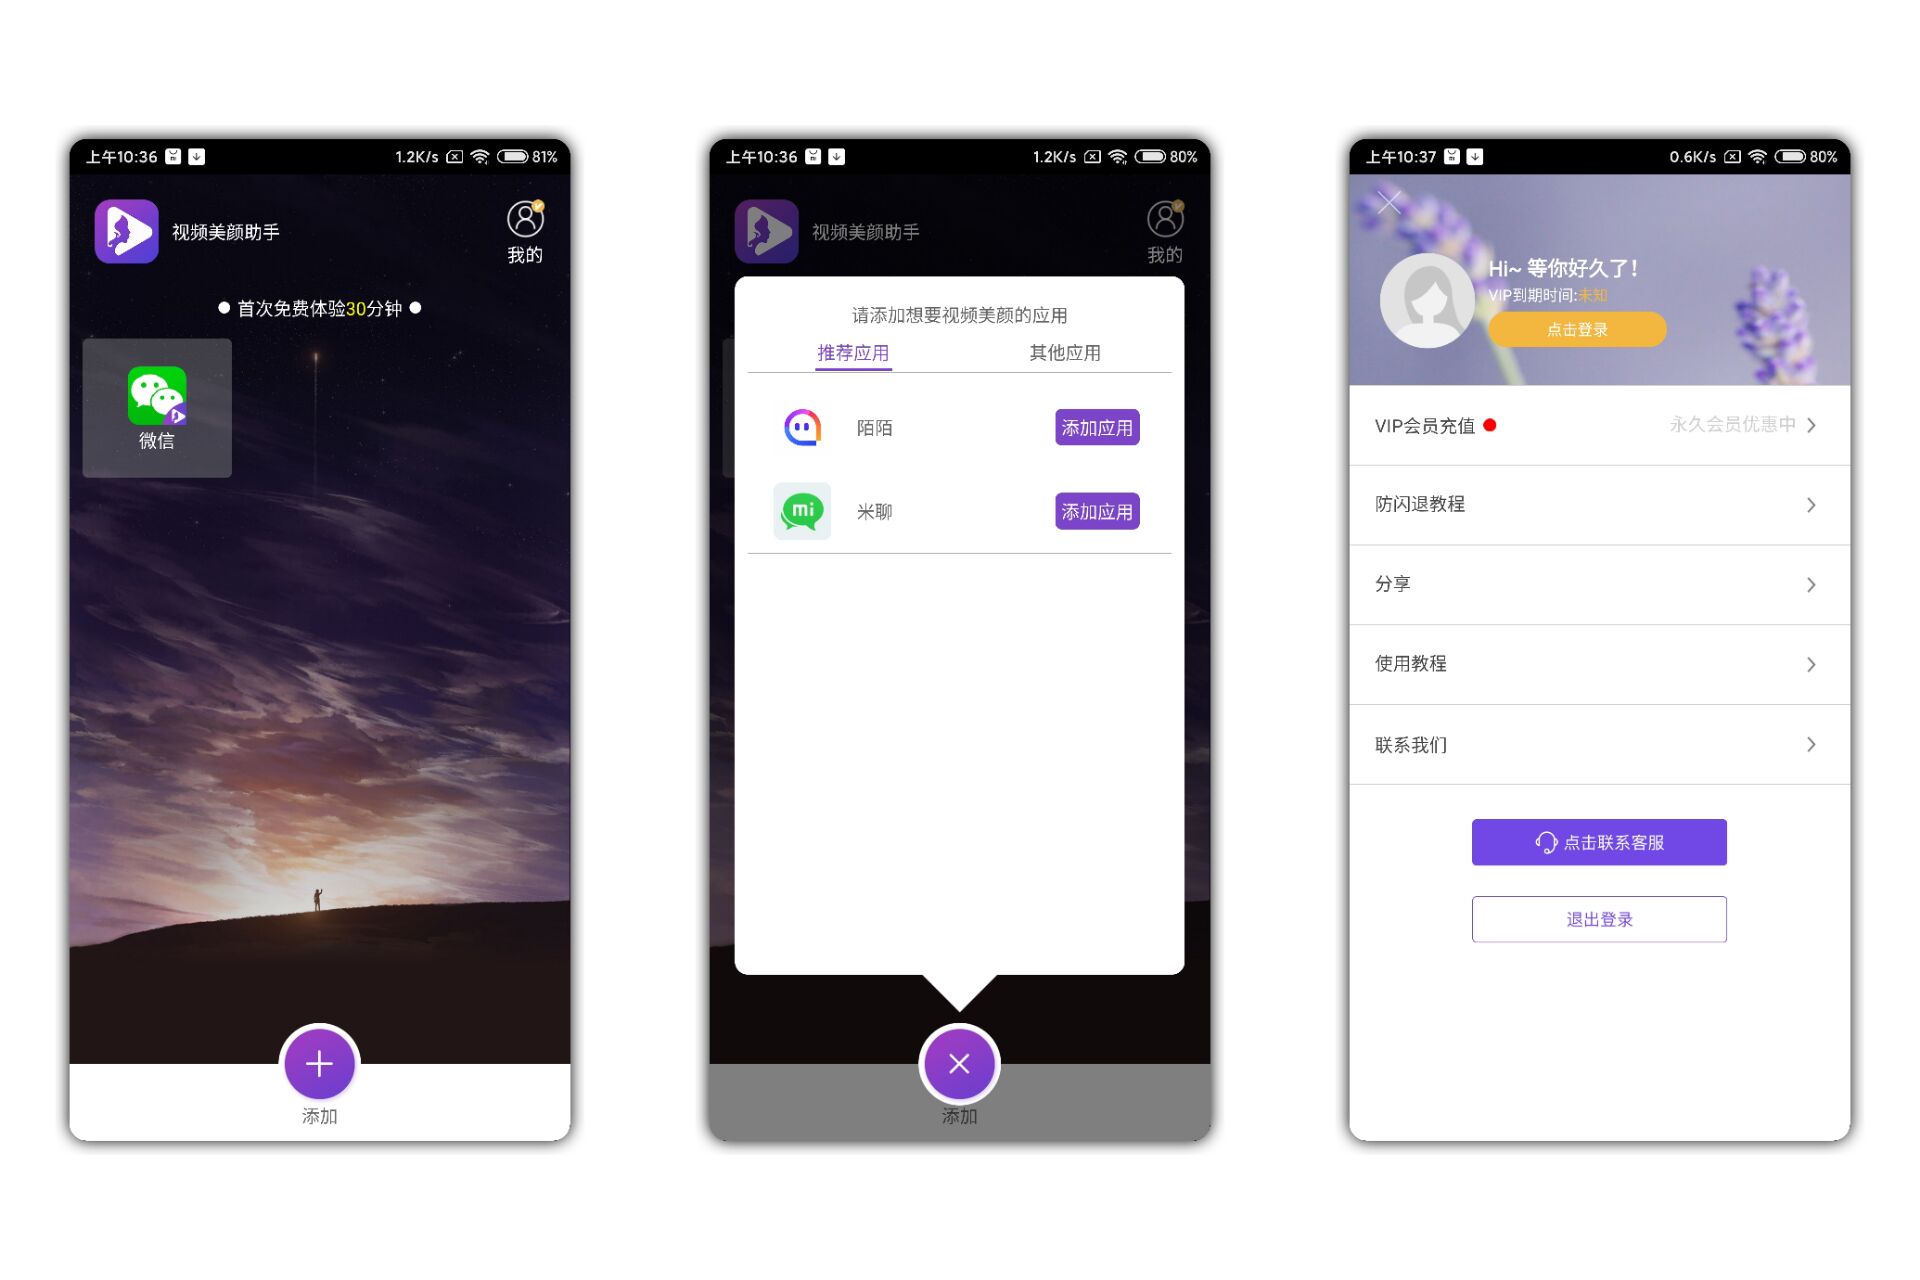 上午10:36
1.2K/s
81%
视频美颜助手
我的
首次免费体验30分钟
微信
添加
上午10:36
1.2K/s
80%
视频美颜助手
我的
请添加想要视频美颜的应用
推荐应用
其他应用
陌陌
添加应用
mi
米聊
添加应用
添加
上午10:37
0.6K/s
80%
Hi~ 等你好久了!
VIP到期时间:未知
点击登录
VIP会员充值
永久会员优惠中
防闪退教程
分享
使用教程
联系我们
点击联系客服
退出登录